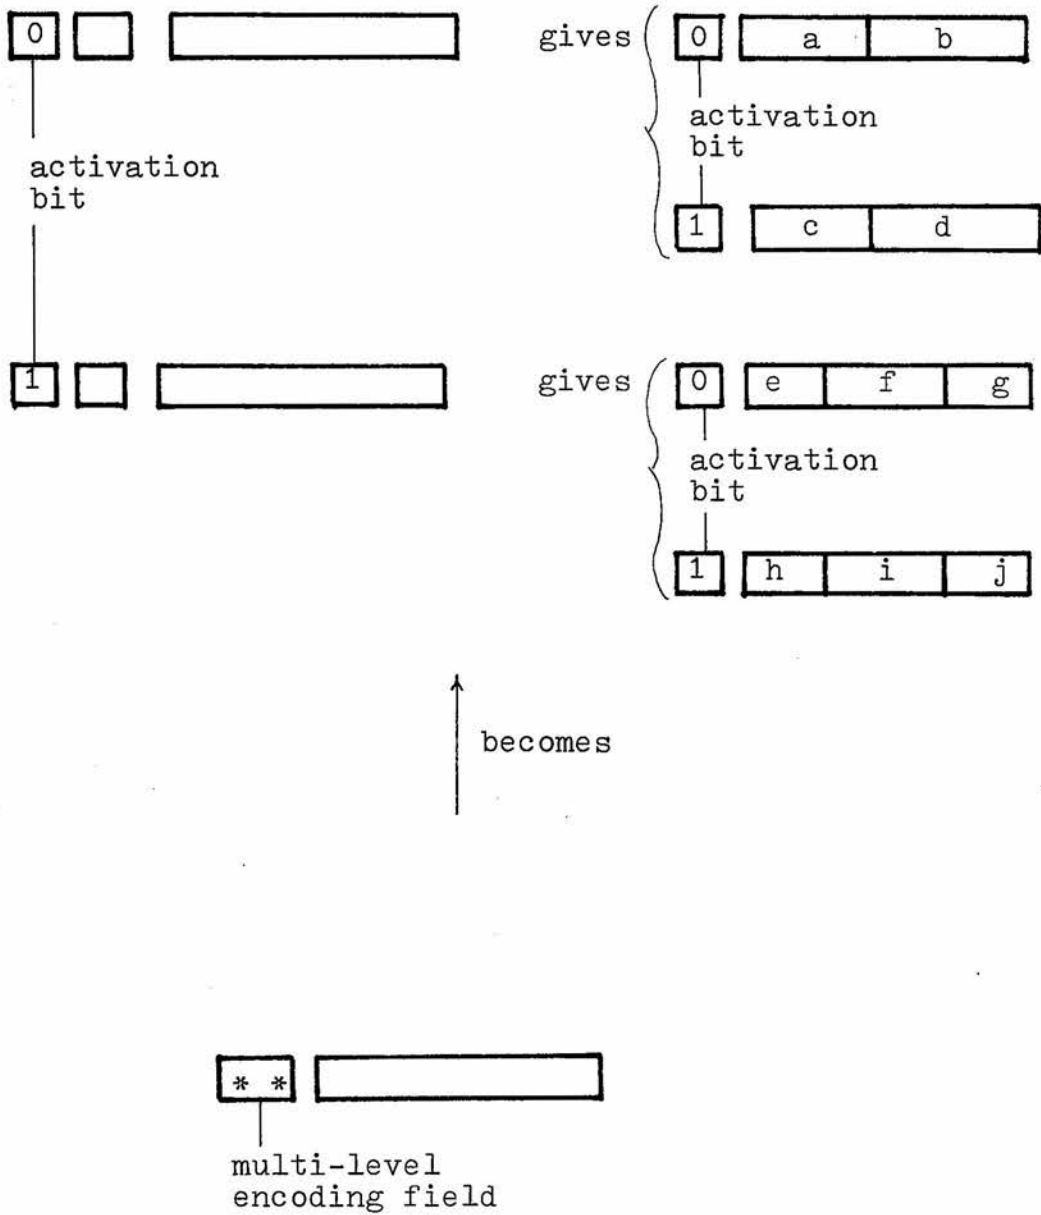 0
gives
0 a b
activation
bit
activation
bit
1 c d
1
gives
0 e f g
activation
bit
1 h i j
becomes
* *
multi-level
encoding field